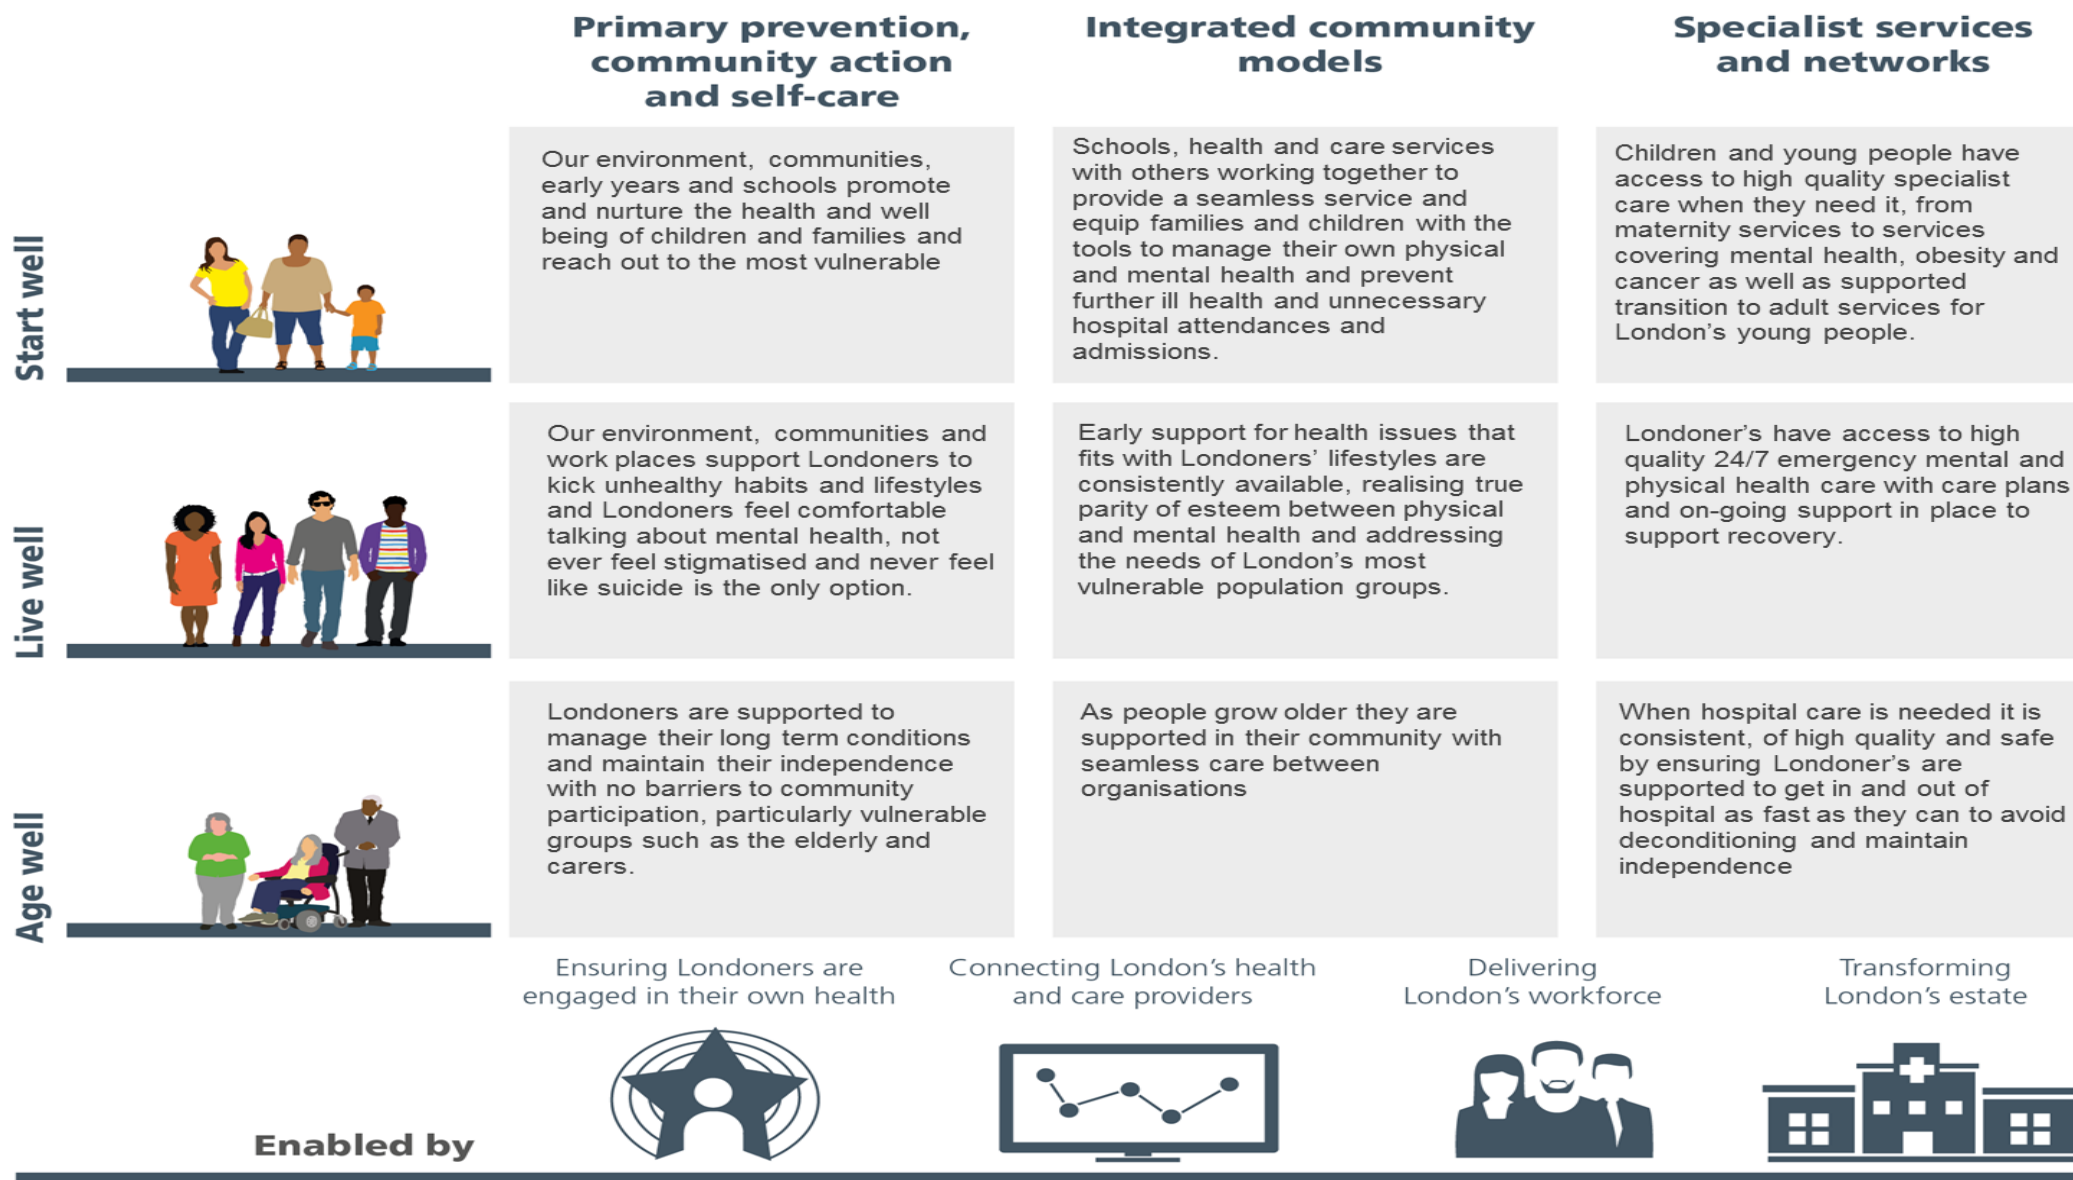 Primary prevention,
community action
and self-care
Integrated community
models
Specialist services
and networks
Start well
Our environment, communities,
early years and schools promote
and nurture the health and well
being of children and families and
reach out to the most vulnerable
Schools, health and care services
with others working together to
provide a seamless service and
equip families and children with the
tools to manage their own physical
and mental health and prevent
further ill health and unnecessary
hospital attendances and
admissions.
Children and young people have
access to high quality specialist
care when they need it, from
maternity services to services
covering mental health, obesity and
cancer as well as supported
transition to adult services for
London's young people.
Live well
Our environment, communities and
work places support Londoners to
kick unhealthy habits and lifestyles
and Londoners feel comfortable
talking about mental health, not
ever feel stigmatised and never feel
like suicide is the only option.
Early support for health issues that
fits with Londoners' lifestyles are
consistently available, realising true
parity of esteem between physical
and mental health and addressing
the needs of London's most
vulnerable population groups.
Londoner's have access to high
quality 24/7 emergency mental and
physical health care with care plans
and on-going support in place to
support recovery.
Age well
Londoners are supported to
manage their long term conditions
and maintain their independence
with no barriers to community
participation, particularly vulnerable
groups such as the elderly and
carers.
As people grow older they are
supported in their community with
seamless care between
organisations
When hospital care is needed it is
consistent, of high quality and safe
by ensuring Londoner's are
supported to get in and out of
hospital as fast as they can to avoid
deconditioning and maintain
independence
Ensuring Londoners are
engaged in their own health
Connecting London's health
and care providers
Delivering
London's workforce
Transforming
London's estate
Enabled by